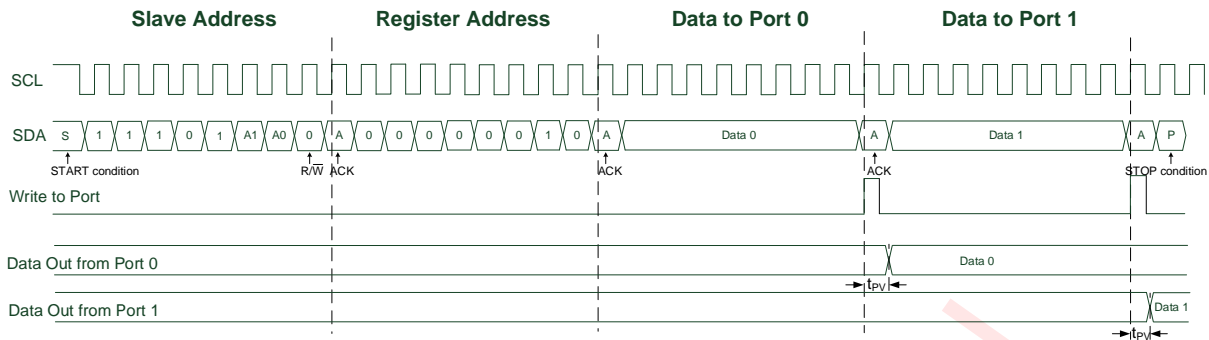 Slave Address Register Address Data to Port 0 Data to Port 1
SCL
SDA S 1 1 1 0 1 A1 A0 0 A 0 0 0 0 0 0 1 0 A Data 0 A Data 1 A P
START condition R/W ACK ACK ACK STOP condition
Write to Port
Data Out from Port 0 Data 0
tPV
Data Out from Port 1 Data 1
tPV